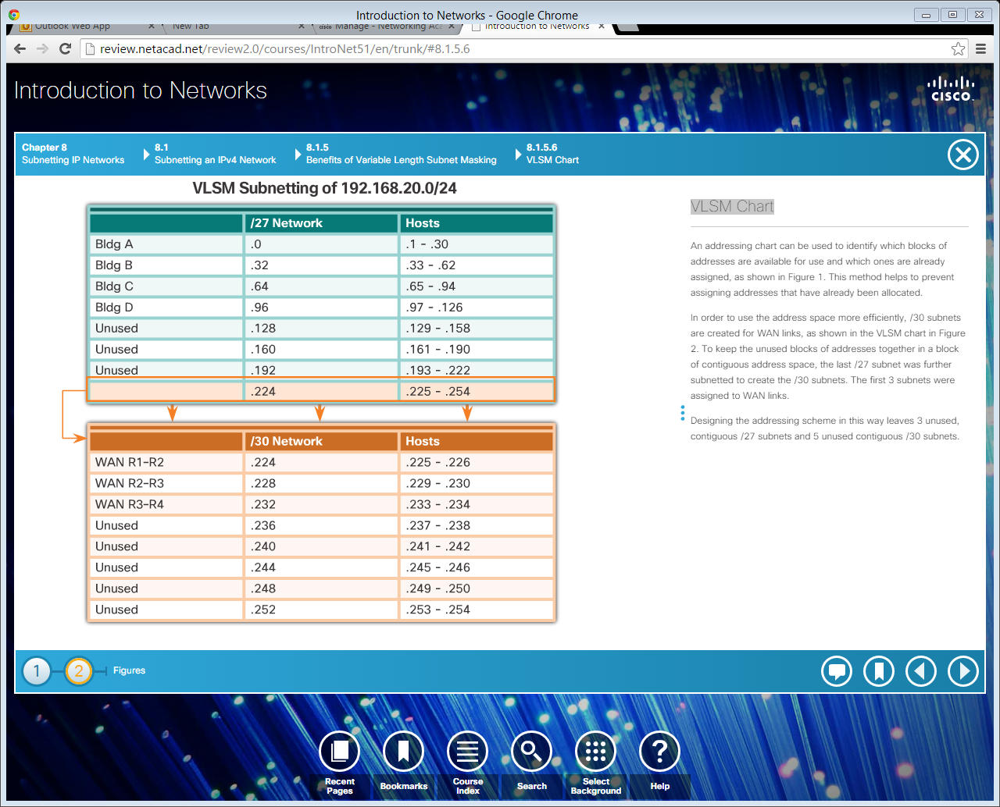 Introduction to Networks - Google Chrome
Outlook Web App
New Tab
Manage - Networking Aca
Introduction to Networks
review.netacad.net/review2.0/courses/IntroNet51/en/trunk/#8.1.5.6
Introduction to Networks
CISCO
Chapter 8
Subnetting IP Networks
8.1
Subnetting an IPv4 Network
8.1.5
Benefits of Variable Length Subnet Masking
8.1.5.6
VLSM Chart
VLSM Subnetting of 192.168.20.0/24
/27 Network Hosts
Bldg A .0 .1 - .30
Bldg B .32 .33 - .62
Bldg C .64 .65 - .94
Bldg D .96 .97 - .126
Unused .128 .129 - .158
Unused .160 .161 - .190
Unused .192 .193 - .222
.224 .225 - .254
/30 Network Hosts
WAN R1-R2 .224 .225 - .226
WAN R2-R3 .228 .229 - .230
WAN R3-R4 .232 .233 - .234
Unused .236 .237 - .238
Unused .240 .241 - .242
Unused .244 .245 - .246
Unused .248 .249 - .250
Unused .252 .253 - .254
VLSM Chart
An addressing chart can be used to identify which blocks of
addresses are available for use and which ones are already
assigned, as shown in Figure 1. This method helps to prevent
assigning addresses that have already been allocated.
In order to use the address space more efficiently, /30 subnets
are created for WAN links, as shown in the VLSM chart in Figure
2. To keep the unused blocks of addresses together in a block
of contiguous address space, the last /27 subnet was further
subnetted to create the /30 subnets. The first 3 subnets were
assigned to WAN links.
Designing the addressing scheme in this way leaves 3 unused,
contiguous /27 subnets and 5 unused contiguous /30 subnets.
1 2 Figures
Recent
Pages
Bookmarks
Course
Index
Search
Select
Background
Help